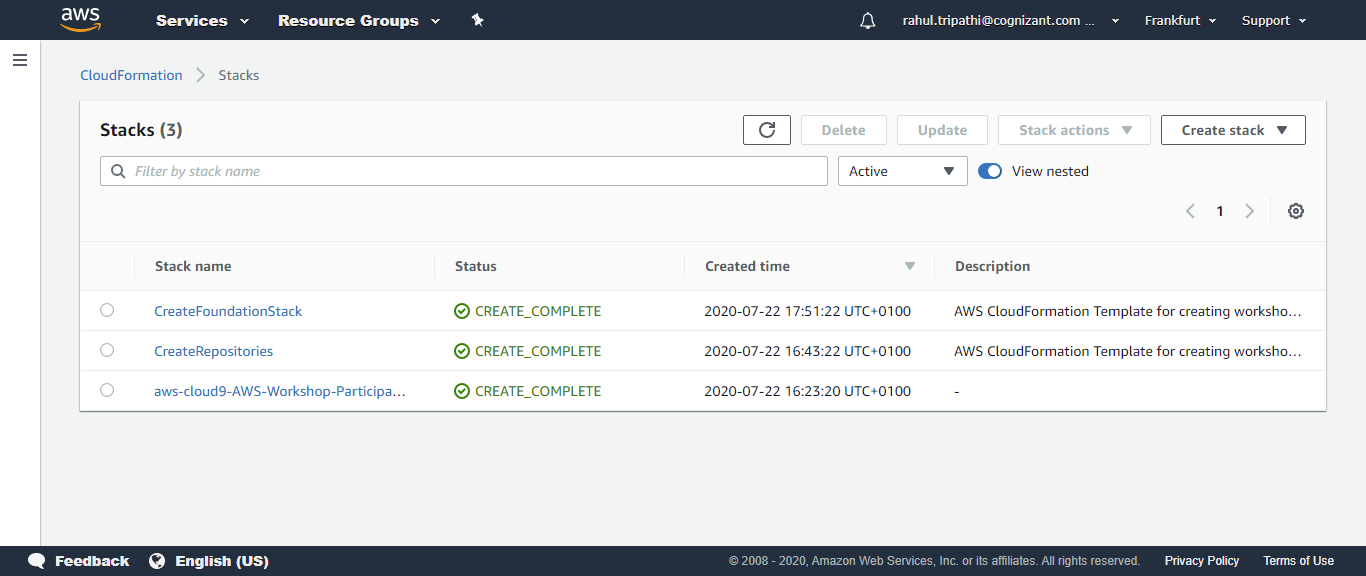 aws Services Resource Groups rahul.tripathi@cognizant.com ... Frankfurt Support
CloudFormation Stacks
Stacks (3) Delete Update Stack actions Create stack
Filter by stack name Active View nested
1
Stack name Status Created time Description
CreateFoundationStack CREATE_COMPLETE 2020-07-22 17:51:22 UTC+0100 AWS CloudFormation Template for creating worksho...
CreateRepositories CREATE_COMPLETE 2020-07-22 16:43:22 UTC+0100 AWS CloudFormation Template for creating worksho...
aws-cloud9-AWS-Workshop-Participa... CREATE_COMPLETE 2020-07-22 16:23:20 UTC+0100 -
Feedback English (US) © 2008 - 2020, Amazon Web Services, Inc. or its affiliates. All rights reserved. Privacy Policy Terms of Use